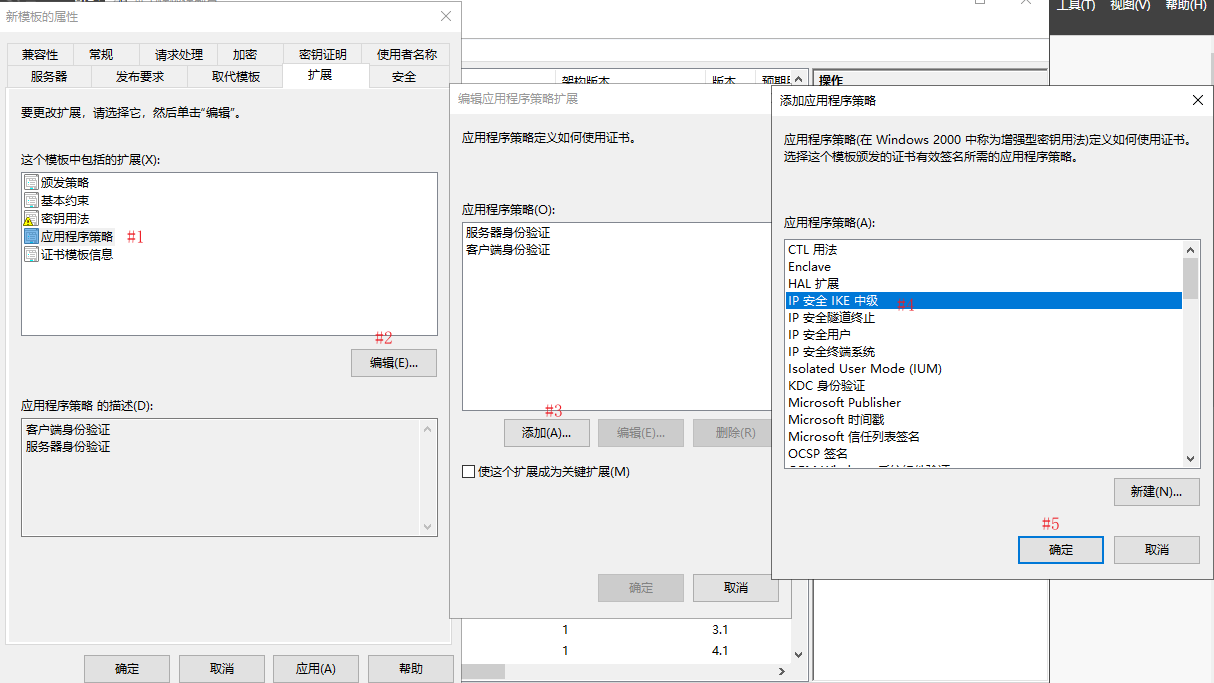 工具(T) 视图(V) 帮助(H)
新模板的属性
兼容性 常规 请求处理 加密 密钥证明 使用者名称
服务器 发布要求 取代模板 扩展 安全
要更改扩展，请选择它，然后单击“编辑”。
这个模板中包括的扩展(X):
颁发策略
基本约束
密钥用法
应用程序策略 #1
证书模板信息
#2
编辑(E)...
应用程序策略 的描述(D):
客户端身份验证
服务器身份验证
确定 取消 应用(A) 帮助
架构版本 版本 预期 操作
编辑应用程序策略扩展
应用程序策略定义如何使用证书。
应用程序策略(O):
服务器身份验证
客户端身份验证
#3
添加(A)... 编辑(E)... 删除(R)
使这个扩展成为关键扩展(M)
确定 取消
1 3.1
1 4.1
添加应用程序策略
应用程序策略(在 Windows 2000 中称为增强型密钥用法)定义如何使用证书。
选择这个模板颁发的证书有效签名所需的应用程序策略。
应用程序策略(A):
CTL 用法
Enclave
HAL 扩展
IP 安全 IKE 中级 #4
IP 安全隧道终止
IP 安全用户
IP 安全终端系统
Isolated User Mode (IUM)
KDC 身份验证
Microsoft Publisher
Microsoft 时间戳
Microsoft 信任列表签名
OCSP 签名
新建(N)...
#5
确定 取消